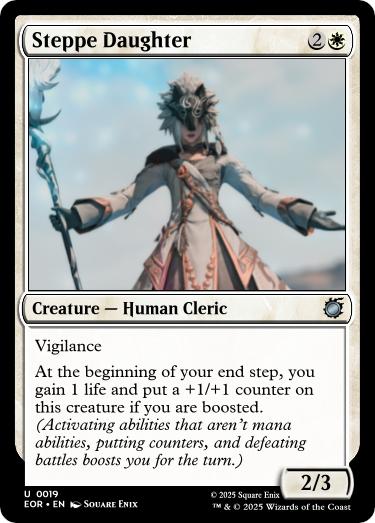 Steppe Daughter 2
Creature — Human Cleric
Vigilance
At the beginning of your end step, you
gain 1 life and put a +1/+1 counter on
this creature if you are boosted.
(Activating abilities that aren't mana
abilities, putting counters, and defeating
battles boosts you for the turn.)
2/3
U 0019
EOR • EN SQUARE ENIX
© 2025 Square Enix
™ & © 2025 Wizards of the Coast